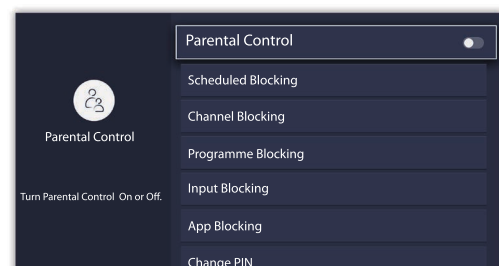 Parental Control
Turn Parental Control On or Off.
Parental Control
Scheduled Blocking
Channel Blocking
Programme Blocking
Input Blocking
App Blocking
Change PIN